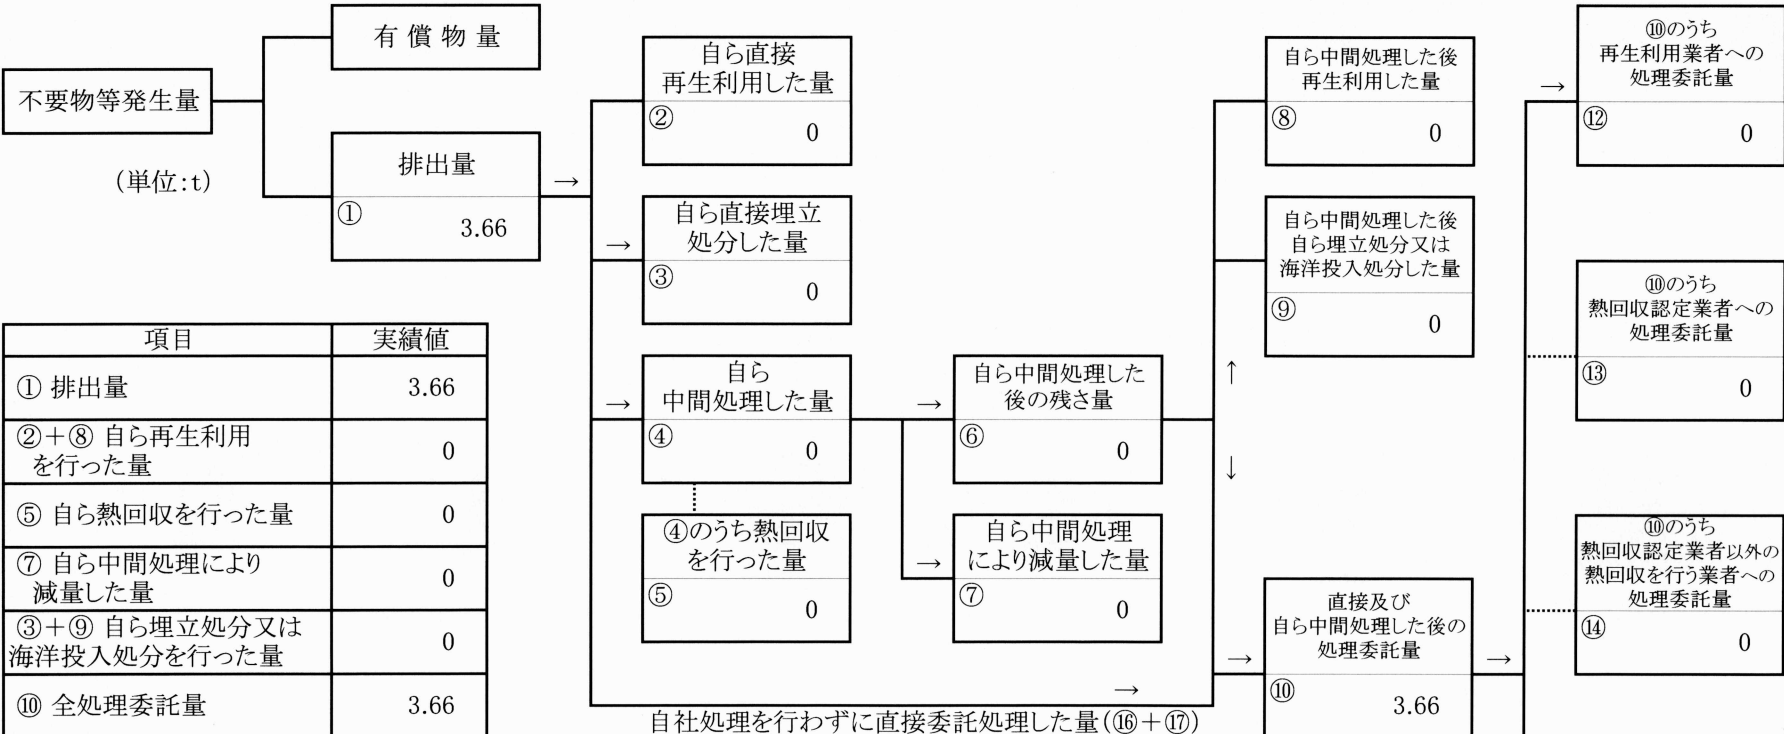 不要物等発生量
(単位:t)
有償物量
排出量
① 3.66
自ら直接
再生利用した量
② 0
自ら直接埋立
処分した量
③ 0
自ら
中間処理した量
④ 0
④のうち熱回収
を行った量
⑤ 0
自ら中間処理した
後の残さ量
⑥ 0
自ら中間処理
により減量した量
⑦ 0
自ら中間処理した後
再生利用した量
⑧ 0
自ら中間処理した後
自ら埋立処分又は
海洋投入処分した量
⑨ 0
直接及び
自ら中間処理した後の
処理委託量
⑩ 3.66
⑩のうち
再生利用業者への
処理委託量
⑫ 0
⑩のうち
熱回収認定業者への
処理委託量
⑬ 0
⑩のうち
熱回収認定業者以外の
熱回収を行う業者への
処理委託量
⑭ 0
自社処理を行わずに直接委託処理した量(⑯+⑰)
項目 実績値
① 排出量 3.66
②+⑧ 自ら再生利用
を行った量 0
⑤ 自ら熱回収を行った量 0
⑦ 自ら中間処理により
減量した量 0
③+⑨ 自ら埋立処分又は
海洋投入処分を行った量 0
⑩ 全処理委託量 3.66